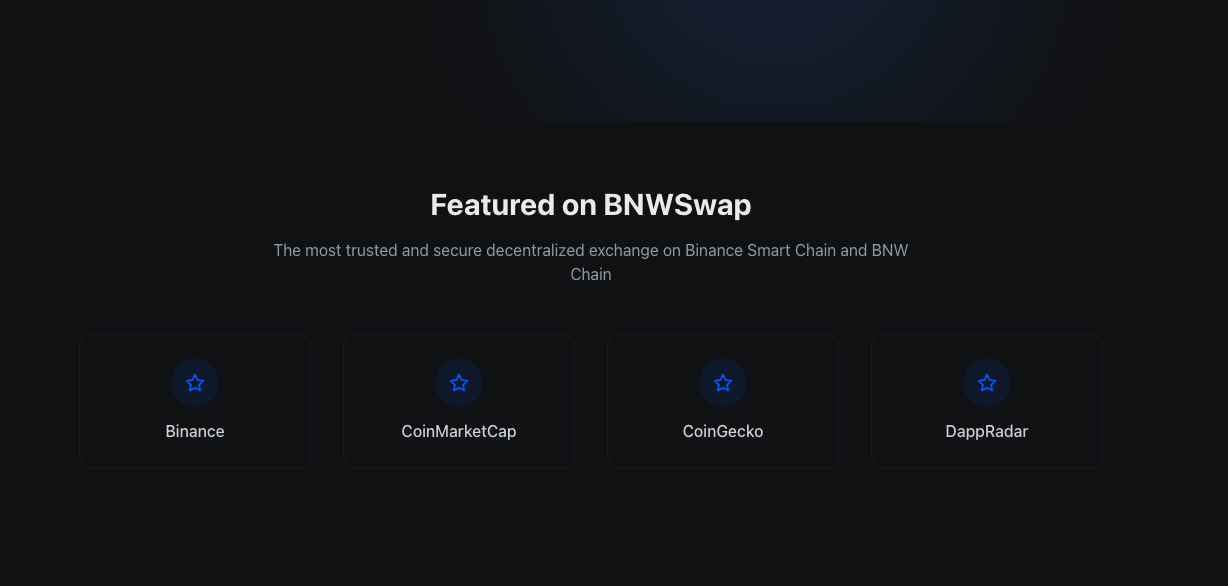 Featured on BNWSwap
The most trusted and secure decentralized exchange on Binance Smart Chain and BNW
Chain
Binance
CoinMarketCap
CoinGecko
DappRadar